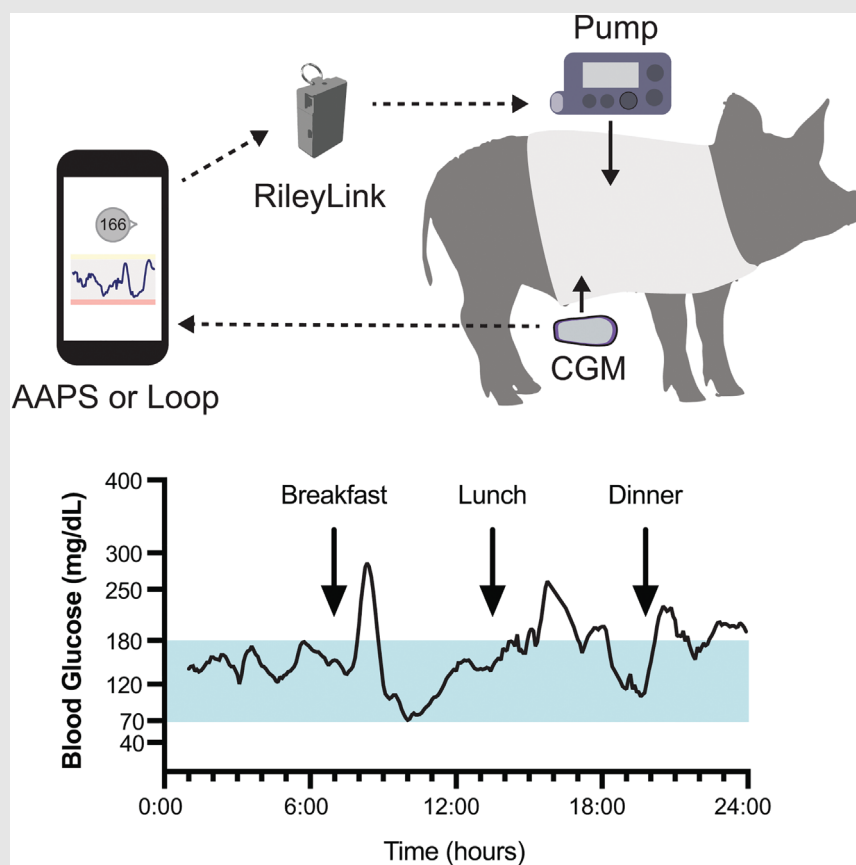 Pump
RileyLink
166
CGM
AAPS or Loop
Blood Glucose (mg/dL)
400
300
250
180
120
70
40
Breakfast Lunch Dinner
0:00 6:00 12:00 18:00 24:00
Time (hours)